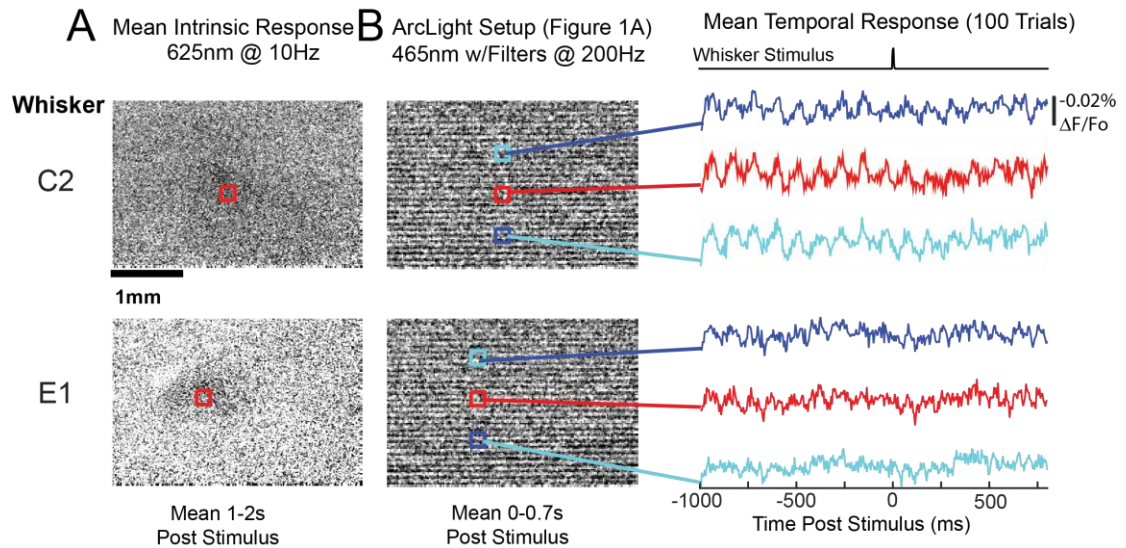 A
Mean Intrinsic Response
625nm @ 10Hz
B
ArcLight Setup (Figure 1A)
465nm w/Filters @ 200Hz
Mean Temporal Response (100 Trials)
Whisker Stimulus
Whisker
-0.02%
ΔF/Fo
C2
1mm
E1
-1000
-500
0
500
Time Post Stimulus (ms)
Mean 1-2s
Post Stimulus
Mean 0-0.7s
Post Stimulus